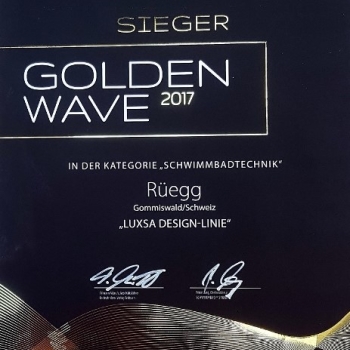 SIEGER
GOLDEN
WAVE 2017
IN DER KATEGORIE „SCHWIMMBADTECHNIK“
Rüegg
Gommiswald/Schweiz
„LUXSA DESIGN-LINIE“